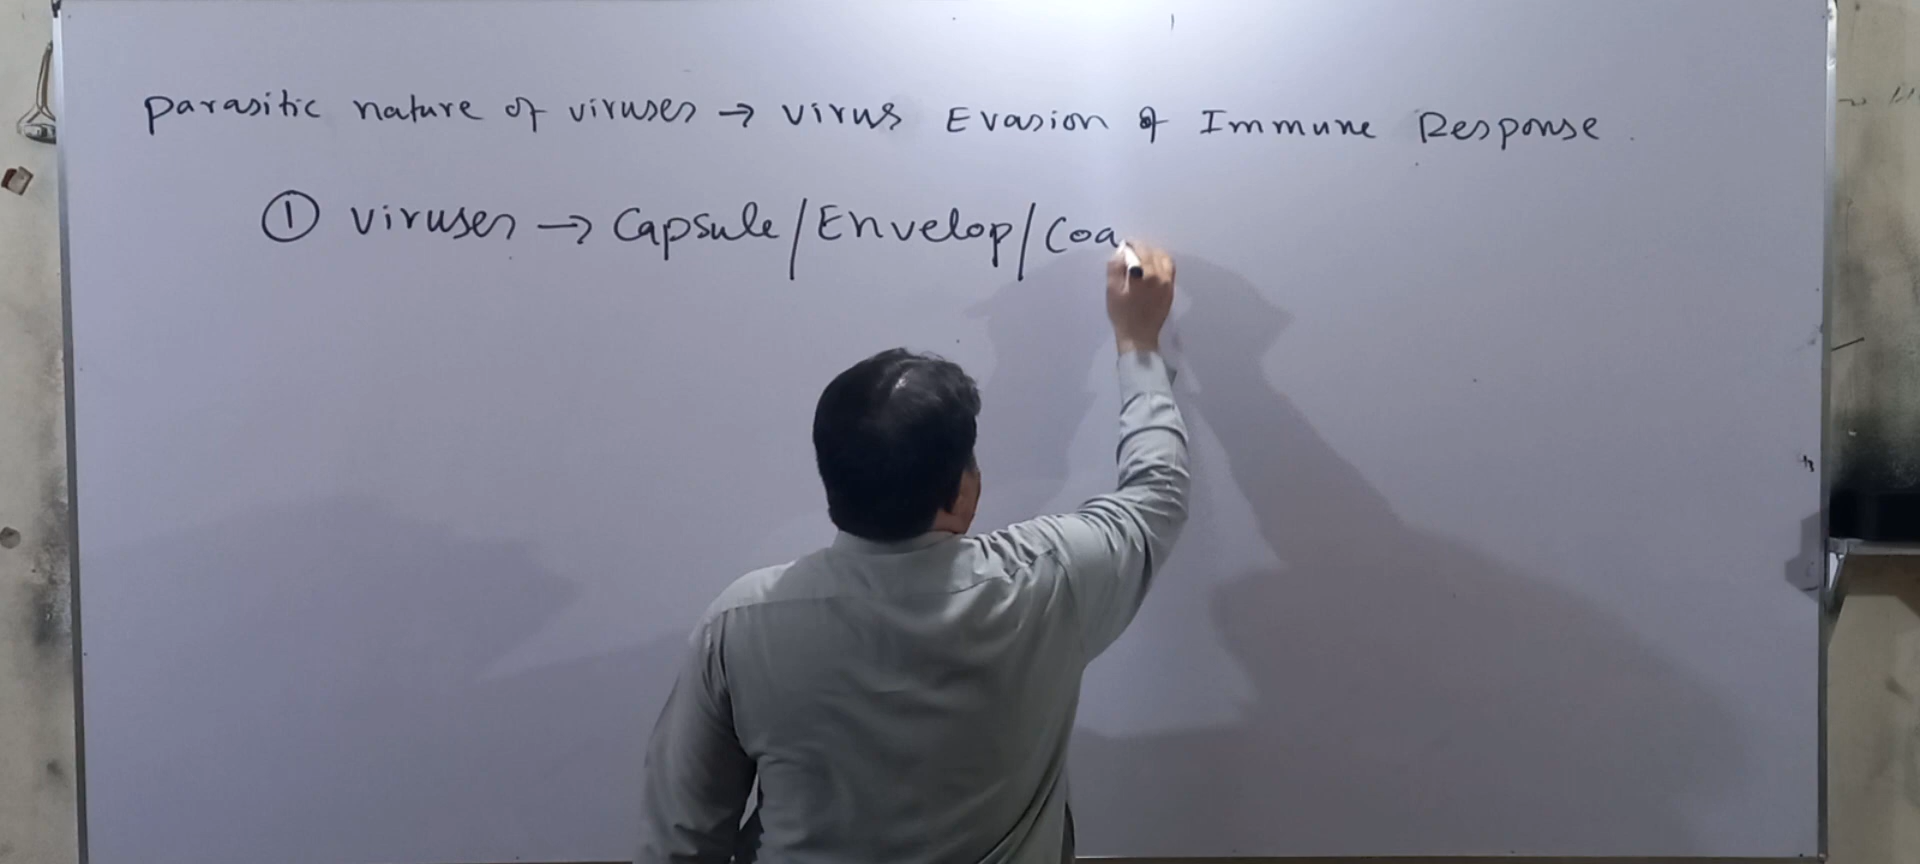 Parasitic nature of viruses → virus Evasion of Immune Response.
① viruses → Capsule/Envelop/Coa